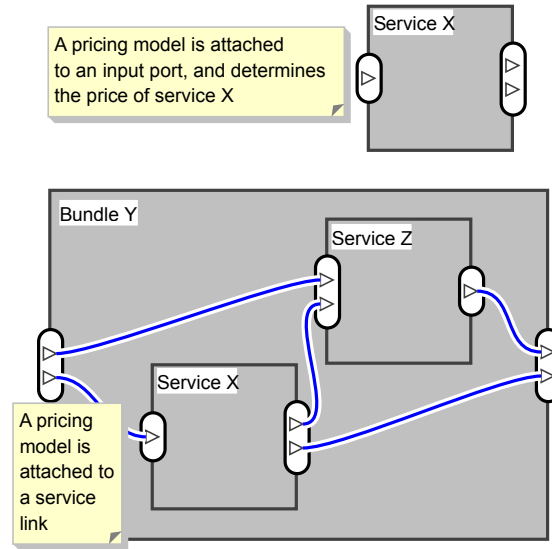 Service X
A pricing model is attached
to an input port, and determines
the price of service X
Bundle Y
Service Z
Service X
A pricing
model is
attached to
a service
link